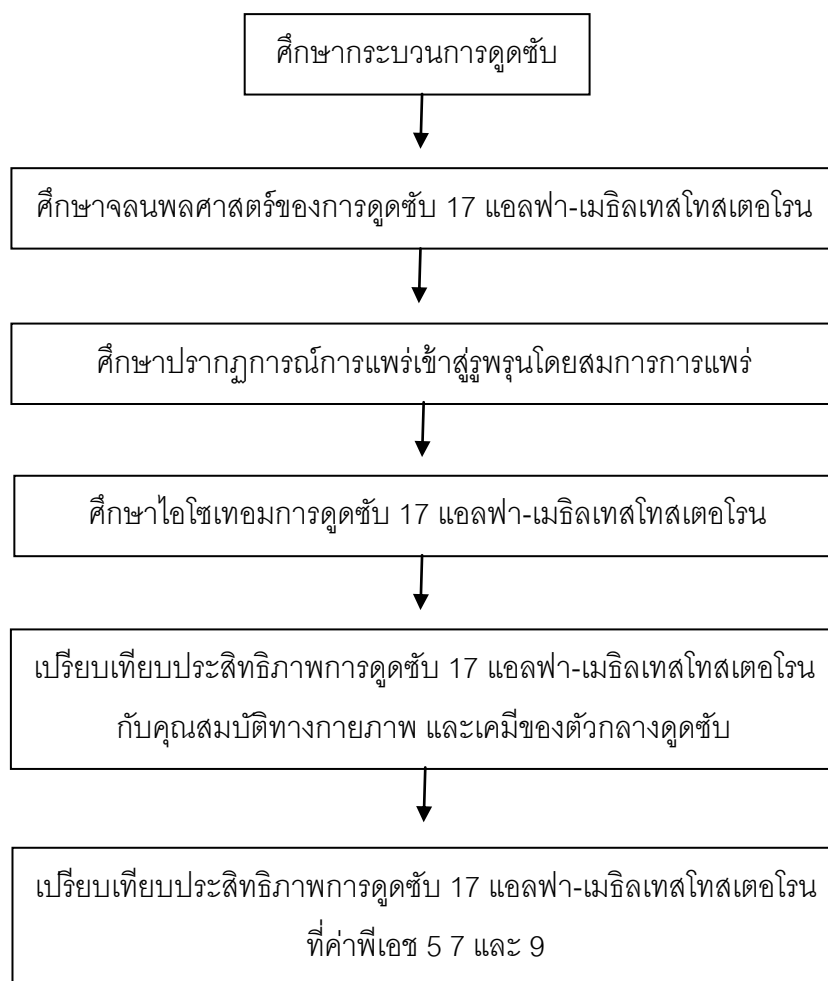 ศึกษากระบวนการดูดซับ
ศึกษาจลนพลศาสตร์ของการดูดซับ 17 แอลฟา-เมธิลเทสโทสเตอโรน
ศึกษาปรากฏการณ์การแพร่เข้าสู่รูพรุนโดยสมการการแพร่
ศึกษาไอโซเทอมการดูดซับ 17 แอลฟา-เมธิลเทสโทสเตอโรน
เปรียบเทียบประสิทธิภาพการดูดซับ 17 แอลฟา-เมธิลเทสโทสเตอโรน
กับคุณสมบัติทางกายภาพ และเคมีของตัวกลางดูดซับ
เปรียบเทียบประสิทธิภาพการดูดซับ 17 แอลฟา-เมธิลเทสโทสเตอโรน
ที่ค่าพีเอช 5 7 และ 9